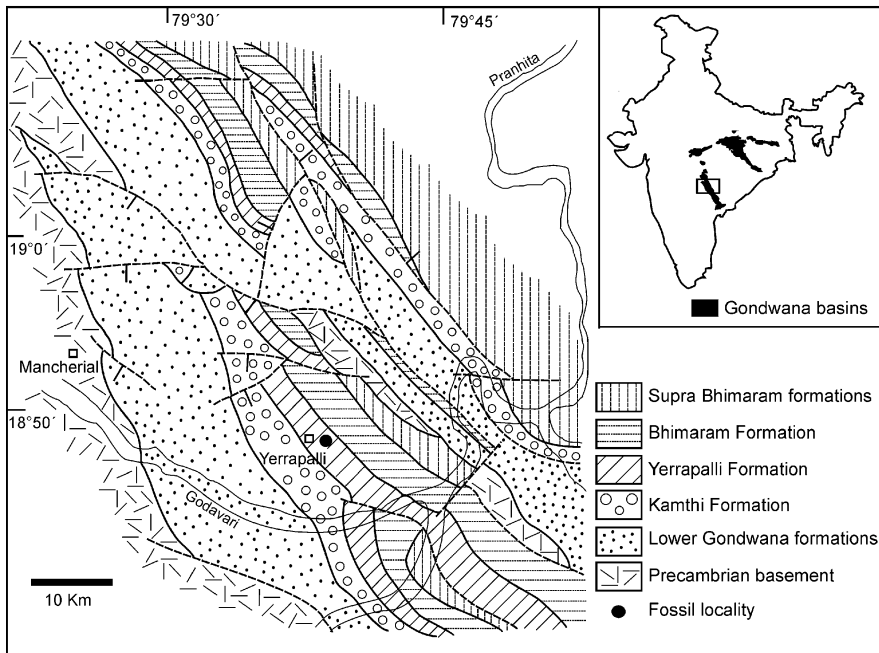 79°30´
79°45´
Pranhita
19°0´
Mancherial
18°50´
Yerrapalli
Godavari
10 Km
Gondwana basins
Supra Bhimaram formations
Bhimaram Formation
Yerrapalli Formation
Kamthi Formation
Lower Gondwana formations
Precambrian basement
Fossil locality